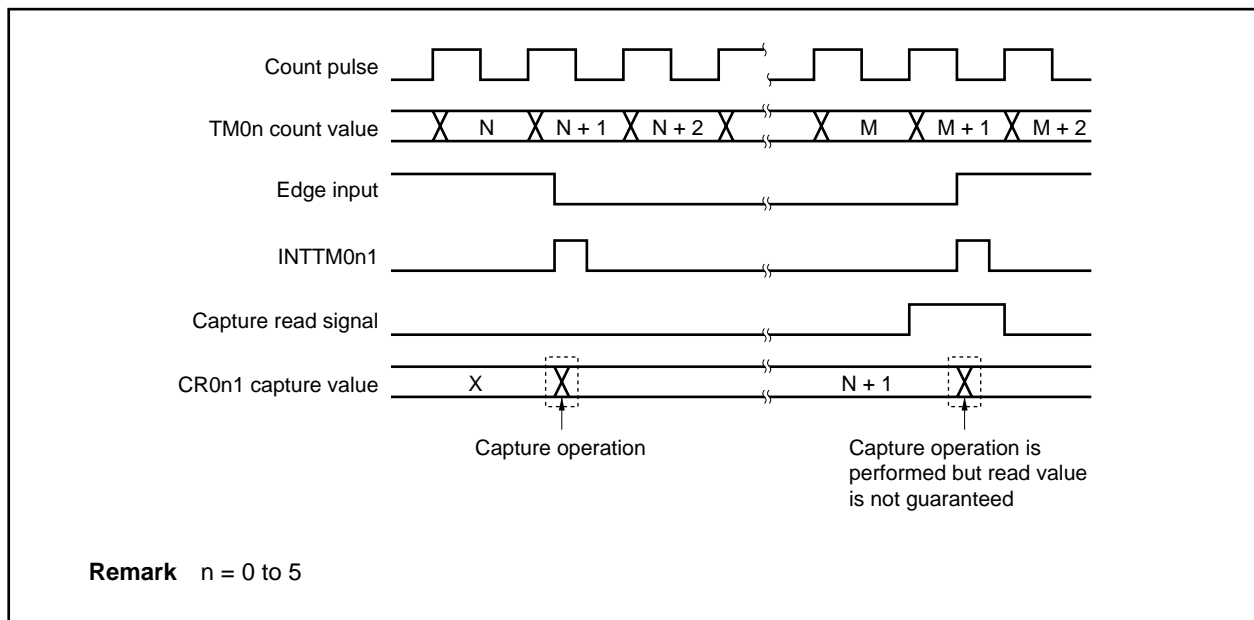 Count pulse
TM0n count value N N + 1 N + 2 M M + 1 M + 2
Edge input
INTTM0n1
Capture read signal
CR0n1 capture value X N + 1
Capture operation
Capture operation is
performed but read value
is not guaranteed
Remark n = 0 to 5